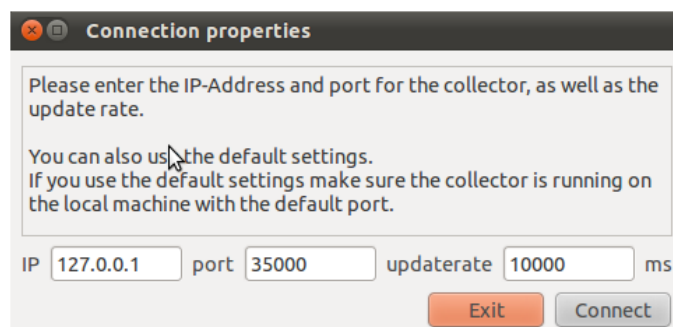 Connection properties
Please enter the IP-Address and port for the collector, as well as the
update rate.
You can also use the default settings.
If you use the default settings make sure the collector is running on
the local machine with the default port.
IP 127.0.0.1 port 35000 updaterate 10000 ms
Exit Connect